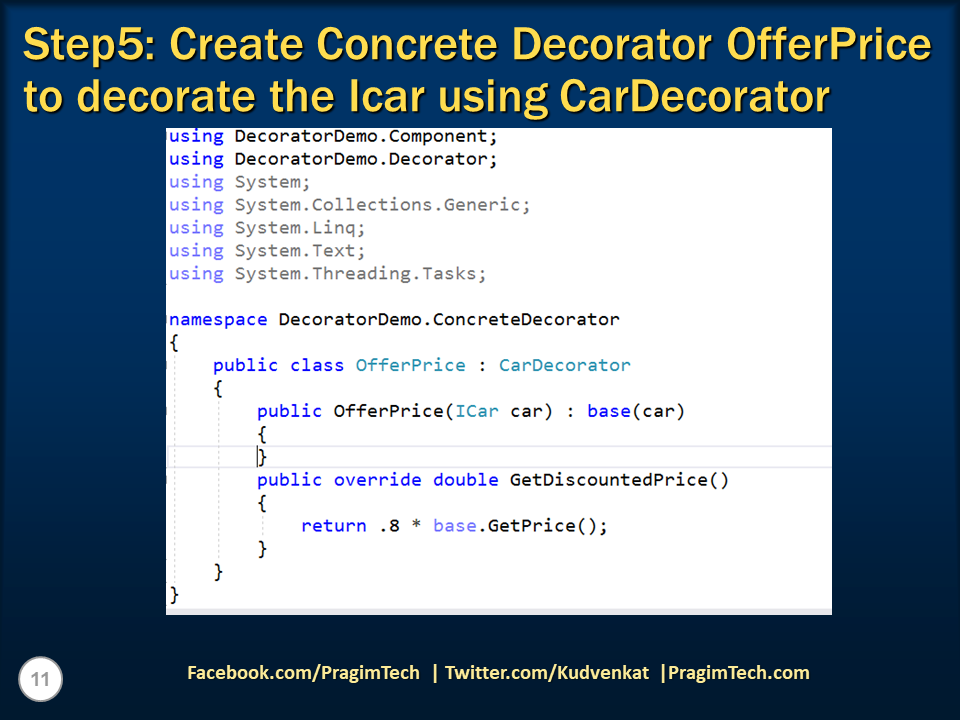 Step5: Create Concrete Decorator OfferPrice
to decorate the Icar using CarDecorator
using DecoratorDemo.Component;
using DecoratorDemo.Decorator;
using System;
using System.Collections.Generic;
using System.Linq;
using System.Text;
using System.Threading.Tasks;
namespace DecoratorDemo.ConcreteDecorator
{
    public class OfferPrice : CarDecorator
    {
        public OfferPrice(ICar car) : base(car)
        {
        }
        public override double GetDiscountedPrice()
        {
            return .8 * base.GetPrice();
        }
    }
}
11
Facebook.com/PragimTech | Twitter.com/Kudvenkat |PragimTech.com